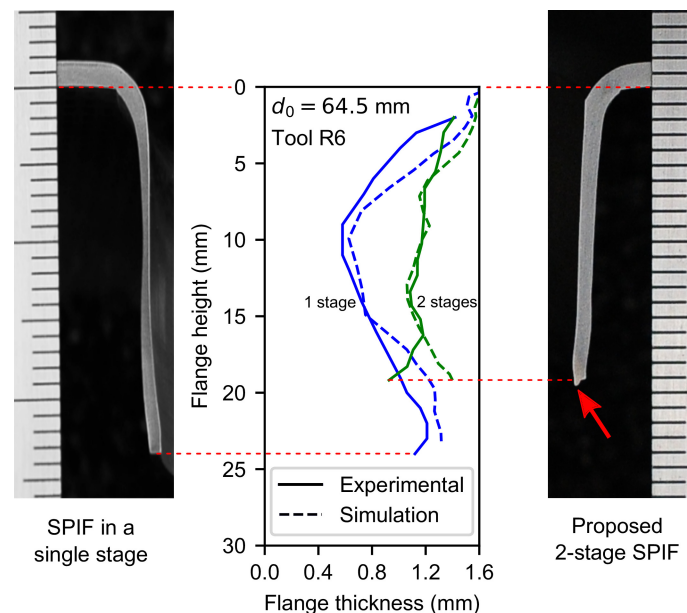 0
5
10
15
20
25
30
Flange height (mm)
d₀ = 64.5 mm
Tool R6
1 stage
2 stages
Experimental
Simulation
0.0 0.4 0.8 1.2 1.6
Flange thickness (mm)
SPIF in a
single stage
Proposed
2-stage SPIF